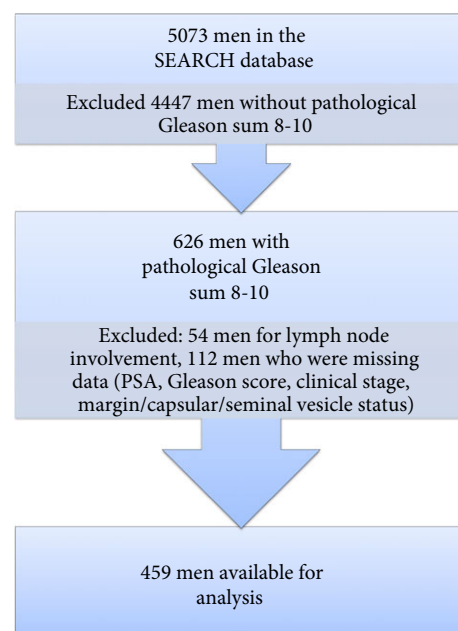 5073 men in the
SEARCH database
Excluded 4447 men without pathological
Gleason sum 8-10
626 men with
pathological Gleason
sum 8-10
Excluded: 54 men for lymph node
involvement, 112 men who were missing
data (PSA, Gleason score, clinical stage,
margin/capsular/seminal vesicle status)
459 men available for
analysis